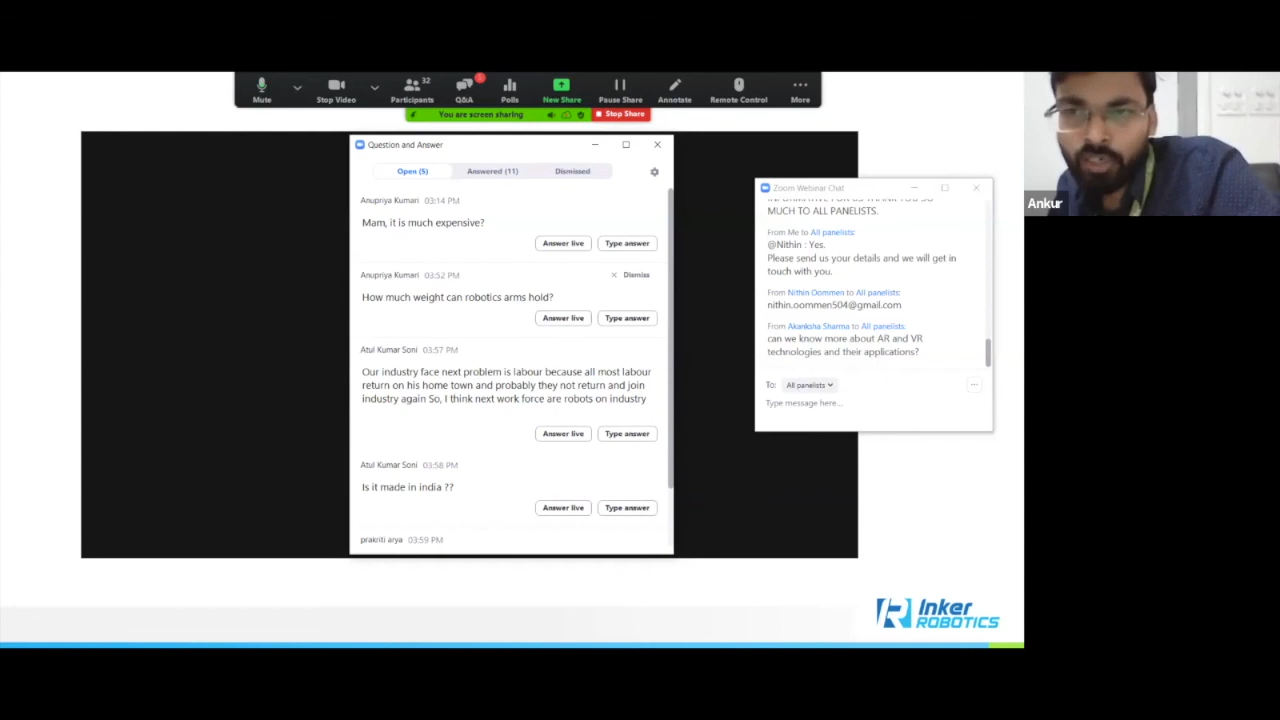 32
Mute
Stop Video
Participants
Q&A
Polls
New Share
Pause Share
Annotate
Remote Control
More
You are screen sharing
Stop Share
Ankur
Question and Answer
Open (5)
Answered (11)
Dismissed
Anupriya Kumari 03:14 PM
Mam, it is much expensive?
Answer live
Type answer
Anupriya Kumari 03:52 PM
Dismiss
How much weight can robotics arms hold?
Answer live
Type answer
Atul Kumar Soni 03:57 PM
Our industry face next problem is labour because all most labour
return on his home town and probably they not return and join
industry again So, I think next work force are robots on industry
Answer live
Type answer
Atul Kumar Soni 03:58 PM
Is it made in india ??
Answer live
Type answer
prakriti arya 03:59 PM
Zoom Webinar Chat
INFORMATIVE FOR US THANK YOU SO
MUCH TO ALL PANELISTS.
From Me to All panelists:
@Nithin : Yes.
Please send us your details and we will get in
touch with you.
From Nithin Oommen to All panelists:
nithin.oommen504@gmail.com
From Akanksha Sharma to All panelists:
can we know more about AR and VR
technologies and their applications?
To: All panelists
Type message here...
Inker
ROBOTICS